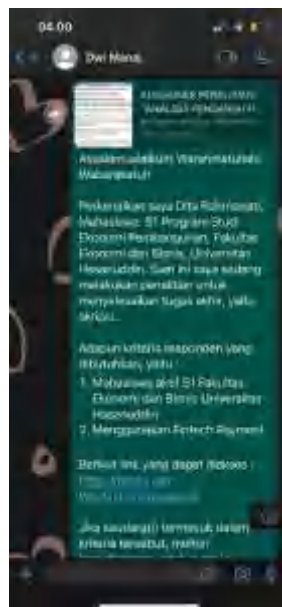 04.00
Dwi
KUESIONER PENELITIAN
Assalamualaikum Warahmatullahi
Wabarakatuh
Perkenalkan saya Dita
Mahasiswa S1 Program Studi
Ekonomi Pembangunan, Fakultas
Ekonomi dan Bisnis, Universitas
Hasanuddin. Saat ini saya sedang
melakukan penelitian untuk
menyelesaikan tugas akhir, yaitu
skripsi.
Adapun kriteria responden yang
dibutuhkan, yaitu :
1. Mahasiswa aktif S1 Fakultas
Ekonomi dan Bisnis Universitas
Hasanuddin
2. Menggunakan Fintech Payment
Berikut link yang dapat diakses :
Jika saudara(i) termasuk dalam
kriteria tersebut, mohon